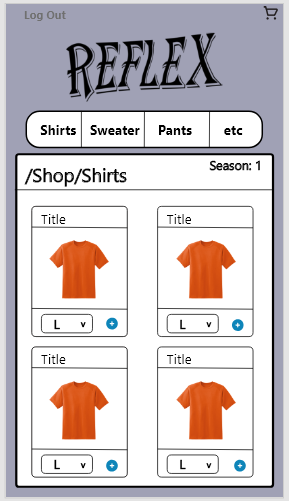 Log Out
REFLEX
Shirts Sweater Pants etc
Season: 1
/Shop/Shirts
Title Title
L v L v
Title Title
L v L v